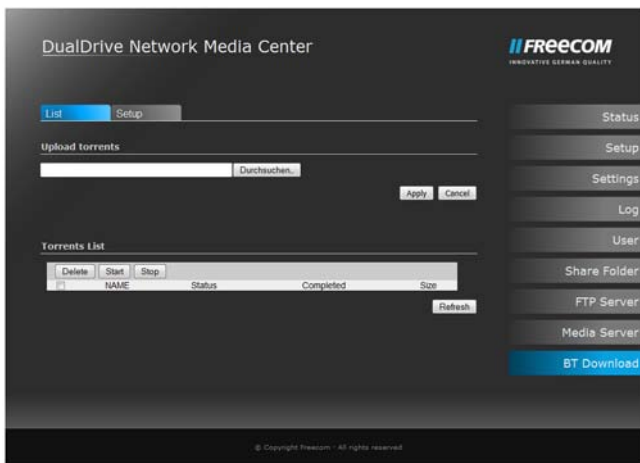 DualDrive Network Media Center
FREECOM
INNOVATIVE GERMAN QUALITY
List Setup
Upload torrents
Durchsuchen..
Apply Cancel
Torrents List
Delete Start Stop
NAME Status Completed Size
Refresh
Status
Setup
Settings
Log
User
Share Folder
FTP Server
Media Server
BT Download
© Copyright Freecom - All rights reserved